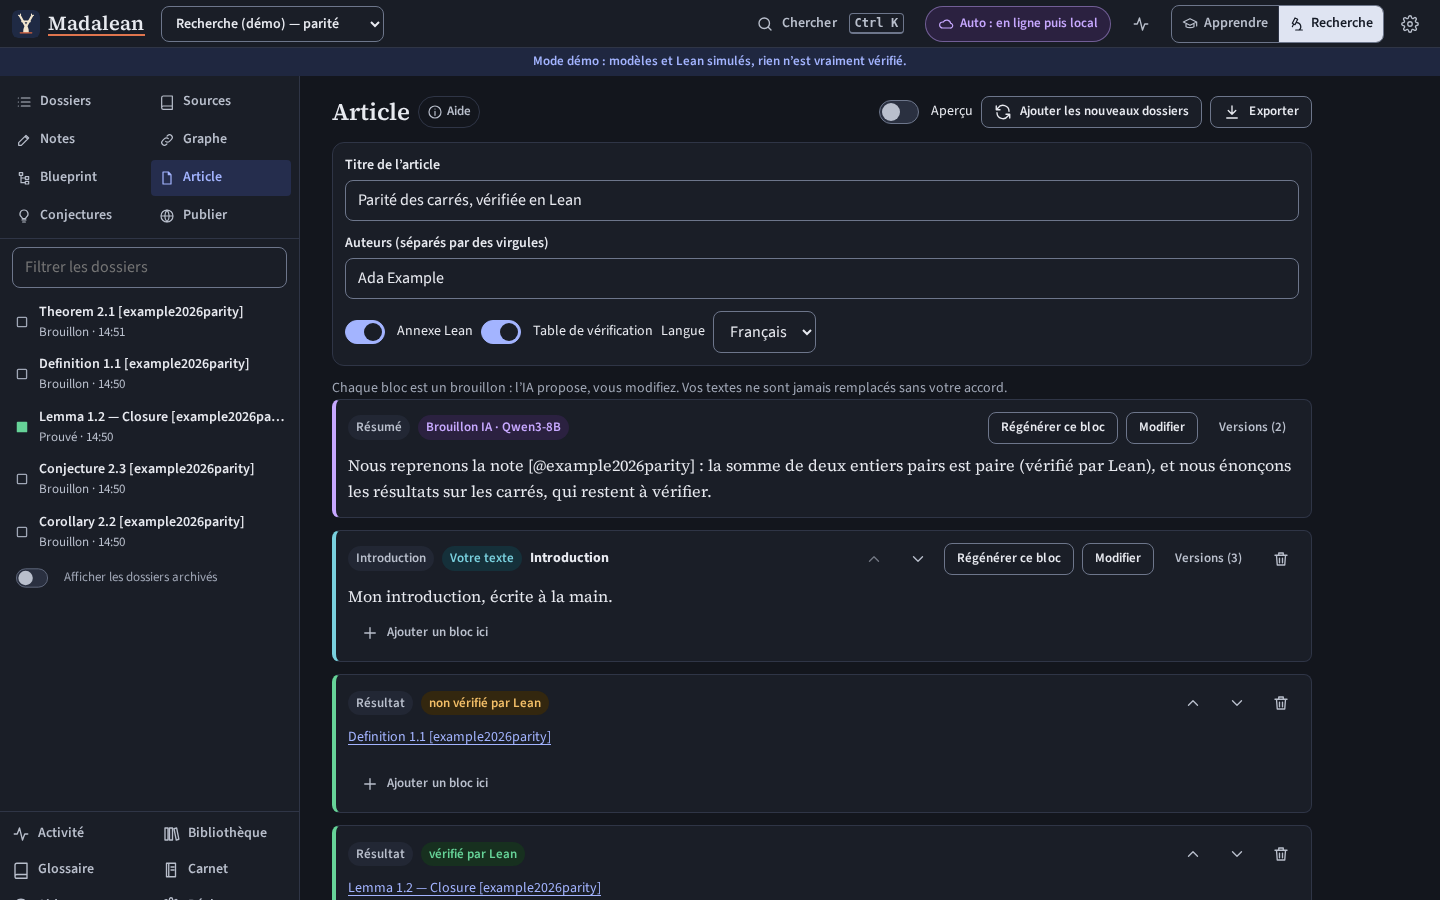 Madalean
Recherche (démo) — parité
Chercher Ctrl K
Auto : en ligne puis local
Apprendre
Recherche
Mode démo : modèles et Lean simulés, rien n’est vraiment vérifié.
Dossiers
Sources
Notes
Graphe
Blueprint
Article
Conjectures
Publier
Filtrer les dossiers
Theorem 2.1 [example2026parity]
Brouillon · 14:51
Definition 1.1 [example2026parity]
Brouillon · 14:50
Lemma 1.2 — Closure [example2026pa…
Prouvé · 14:50
Conjecture 2.3 [example2026parity]
Brouillon · 14:50
Corollary 2.2 [example2026parity]
Brouillon · 14:50
Afficher les dossiers archivés
Activité
Bibliothèque
Glossaire
Carnet
Article
Aide
Aperçu
Ajouter les nouveaux dossiers
Exporter
Titre de l’article
Parité des carrés, vérifiée en Lean
Auteurs (séparés par des virgules)
Ada Example
Annexe Lean
Table de vérification
Langue
Français
Chaque bloc est un brouillon : l’IA propose, vous modifiez. Vos textes ne sont jamais remplacés sans votre accord.
Résumé
Brouillon IA · Qwen3-8B
Régénérer ce bloc
Modifier
Versions (2)
Nous reprenons la note [@example2026parity] : la somme de deux entiers pairs est paire (vérifié par Lean), et nous énonçons
les résultats sur les carrés, qui restent à vérifier.
Introduction
Votre texte
Introduction
Régénérer ce bloc
Modifier
Versions (3)
Mon introduction, écrite à la main.
Ajouter un bloc ici
Résultat
non vérifié par Lean
Definition 1.1 [example2026parity]
Ajouter un bloc ici
Résultat
vérifié par Lean
Lemma 1.2 — Closure [example2026parity]